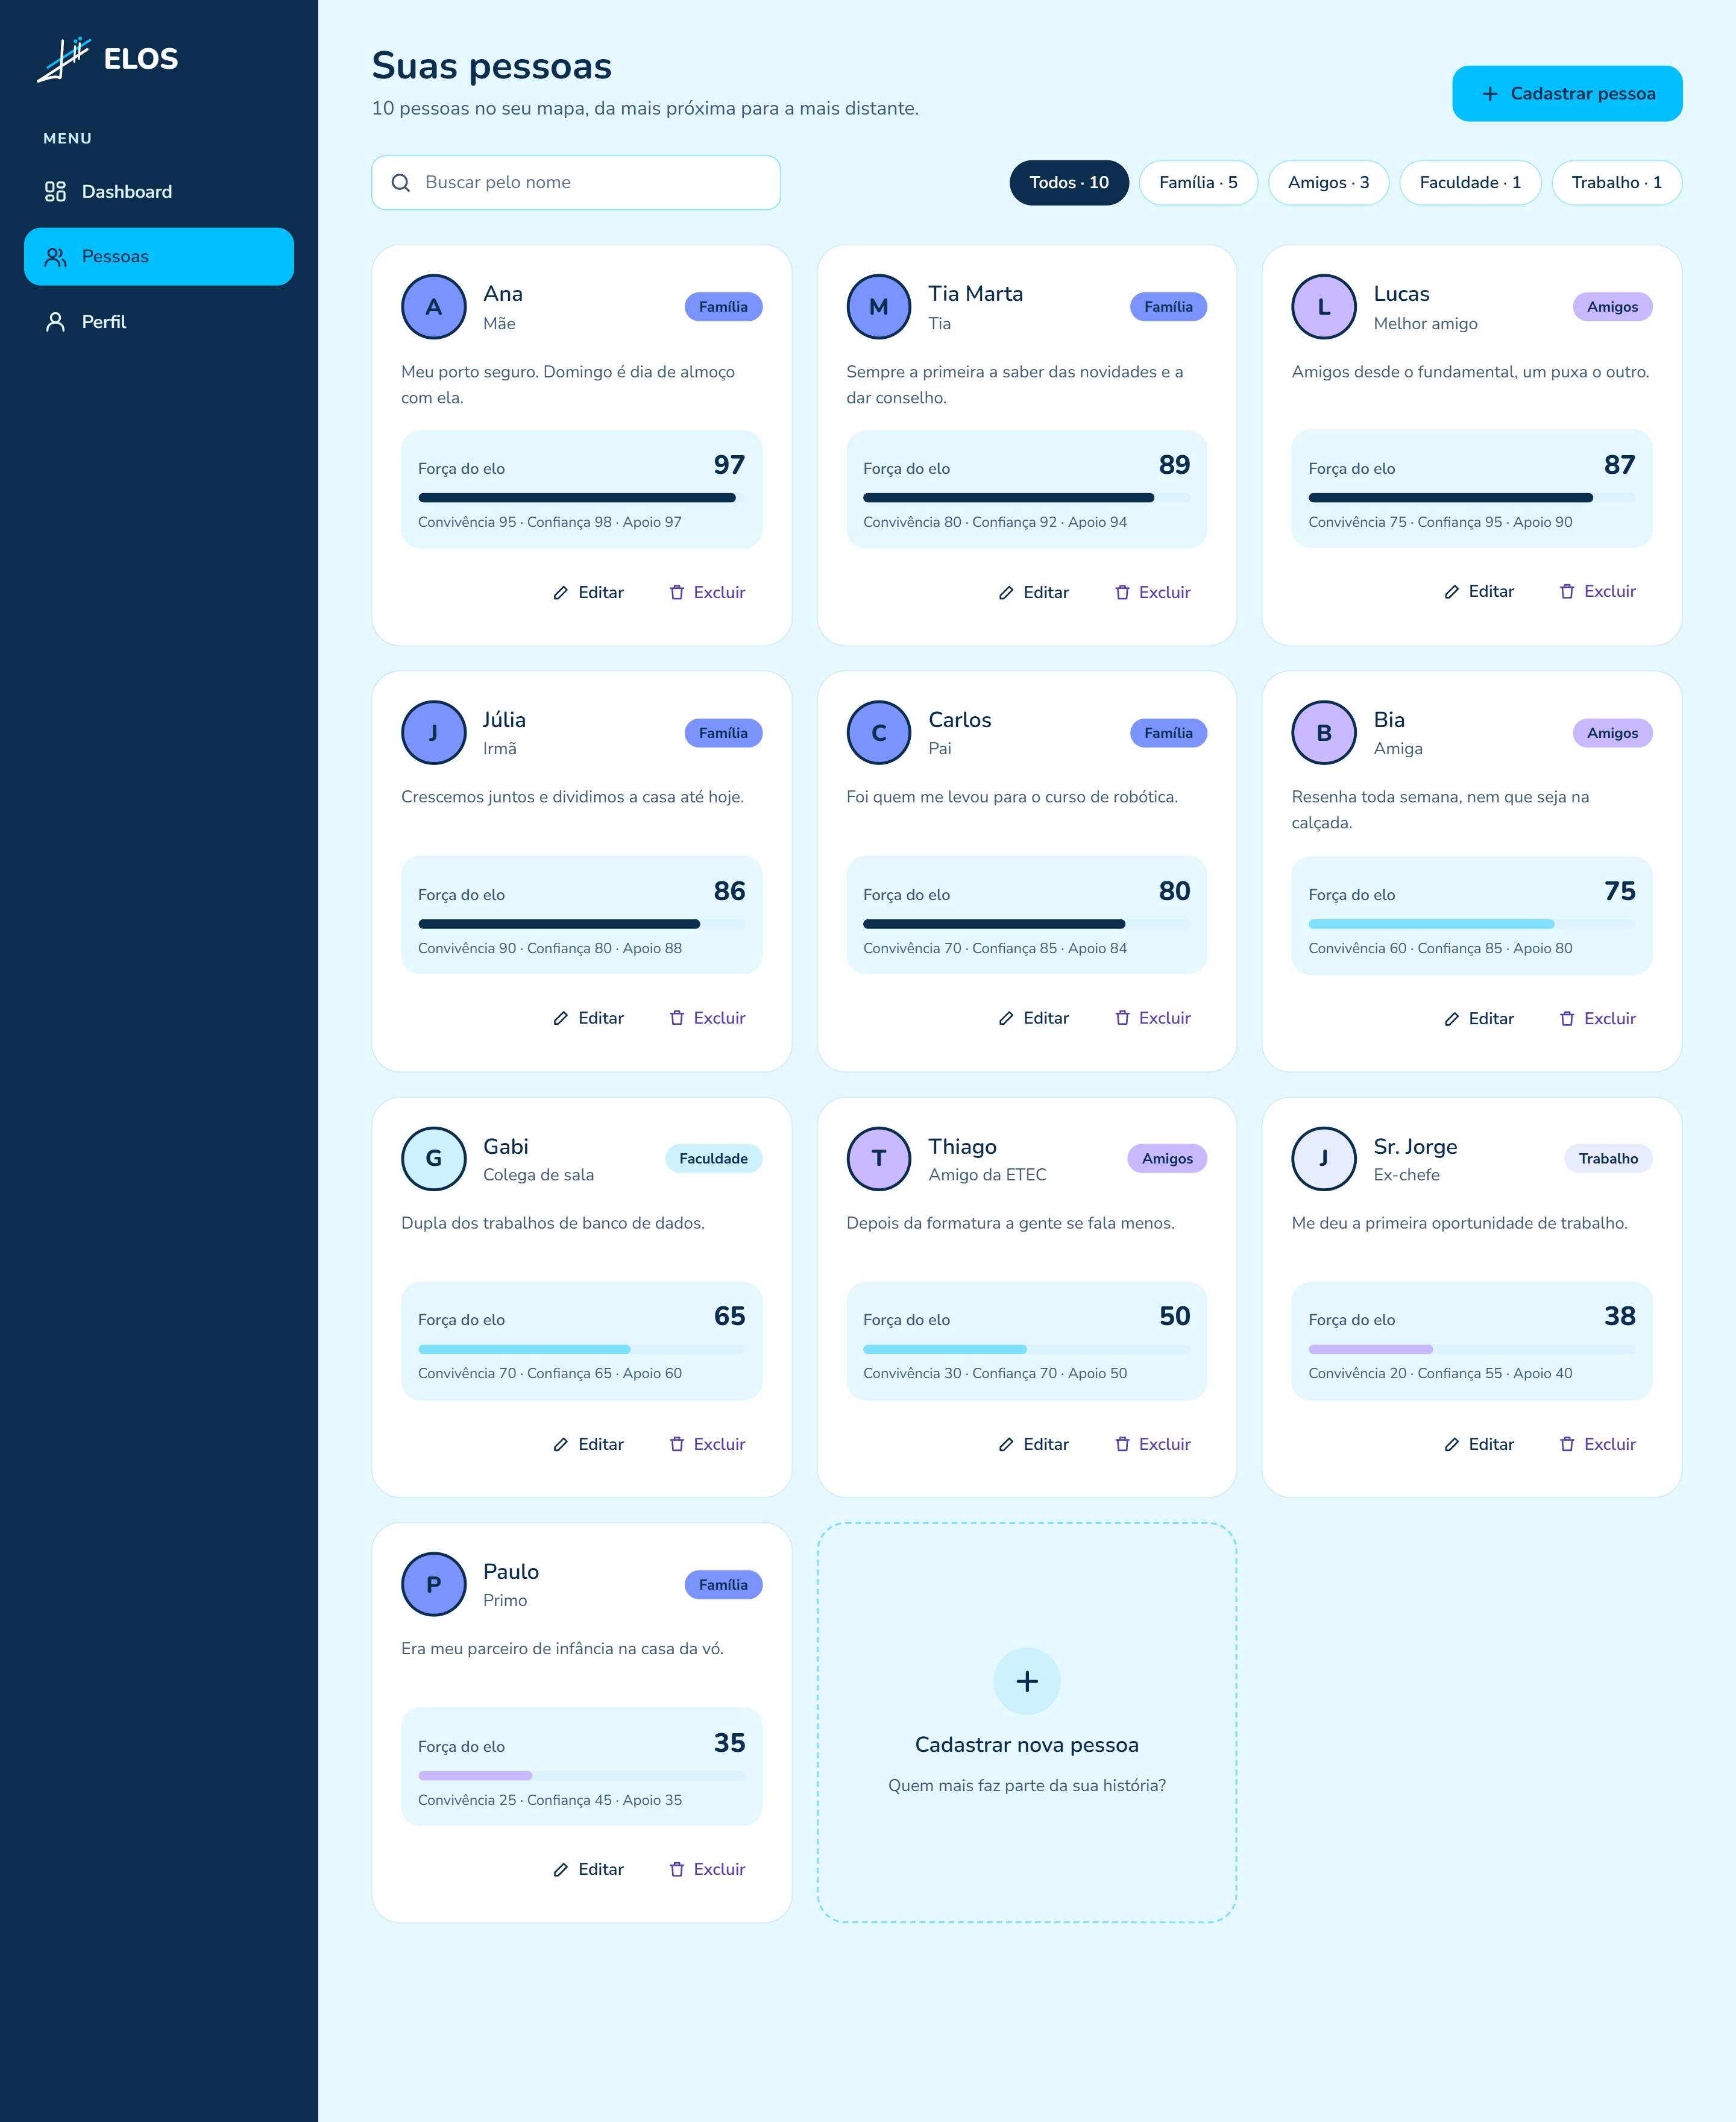 ELOS
MENU
Dashboard
Pessoas
Perfil
Suas pessoas
10 pessoas no seu mapa, da mais próxima para a mais distante.
+ Cadastrar pessoa
Buscar pelo nome
Todos · 10
Família · 5
Amigos · 3
Faculdade · 1
Trabalho · 1
A
Ana
Mãe
Família
Meu porto seguro. Domingo é dia de almoço
com ela.
Força do elo 97
Convivência 95 · Confiança 98 · Apoio 97
Editar
Excluir
M
Tia Marta
Tia
Família
Sempre a primeira a saber das novidades e a
dar conselho.
Força do elo 89
Convivência 80 · Confiança 92 · Apoio 94
Editar
Excluir
L
Lucas
Melhor amigo
Amigos
Amigos desde o fundamental, um puxa o outro.
Força do elo 87
Convivência 75 · Confiança 95 · Apoio 90
Editar
Excluir
J
Júlia
Irmã
Família
Crescemos juntos e dividimos a casa até hoje.
Força do elo 86
Convivência 90 · Confiança 80 · Apoio 88
Editar
Excluir
C
Carlos
Pai
Família
Foi quem me levou para o curso de robótica.
Força do elo 80
Convivência 70 · Confiança 85 · Apoio 84
Editar
Excluir
B
Bia
Amiga
Amigos
Resenha toda semana, nem que seja na
calçada.
Força do elo 75
Convivência 60 · Confiança 85 · Apoio 80
Editar
Excluir
G
Gabi
Colega de sala
Faculdade
Dupla dos trabalhos de banco de dados.
Força do elo 65
Convivência 70 · Confiança 65 · Apoio 60
Editar
Excluir
T
Thiago
Amigo da ETEC
Amigos
Depois da formatura a gente se fala menos.
Força do elo 50
Convivência 30 · Confiança 70 · Apoio 50
Editar
Excluir
J
Sr. Jorge
Ex-chefe
Trabalho
Me deu a primeira oportunidade de trabalho.
Força do elo 38
Convivência 20 · Confiança 55 · Apoio 40
Editar
Excluir
P
Paulo
Primo
Família
Era meu parceiro de infância na casa da vó.
Força do elo 35
Convivência 25 · Confiança 45 · Apoio 35
Editar
Excluir
+
Cadastrar nova pessoa
Quem mais faz parte da sua história?